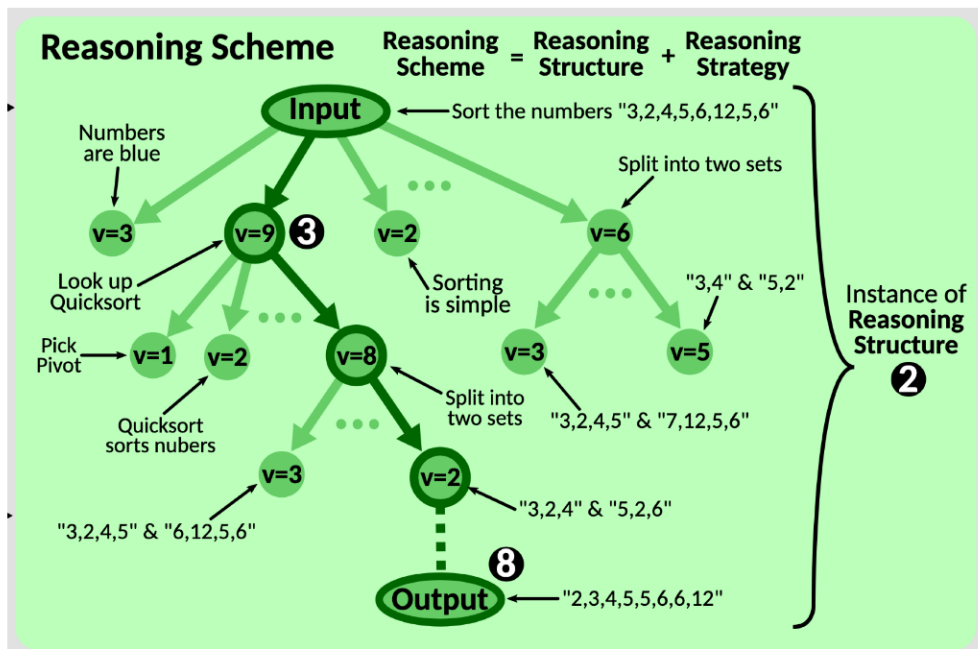 Reasoning Scheme
Reasoning Scheme = Reasoning Structure + Reasoning Strategy
Input
Sort the numbers "3,2,4,5,6,12,5,6"
Numbers
are blue
Split into two sets
v=3
v=9
3
v=2
v=6
Look up
Quicksort
Sorting
is simple
"3,4" & "5,2"
Instance of
Reasoning
Structure
2
Pick
Pivot
v=1
v=2
v=8
v=3
v=5
Quicksort
sorts nubers
Split into
two sets
"3,2,4,5" & "7,12,5,6"
v=3
v=2
"3,2,4,5" & "6,12,5,6"
"3,2,4" & "5,2,6"
8
Output
"2,3,4,5,5,6,6,12"